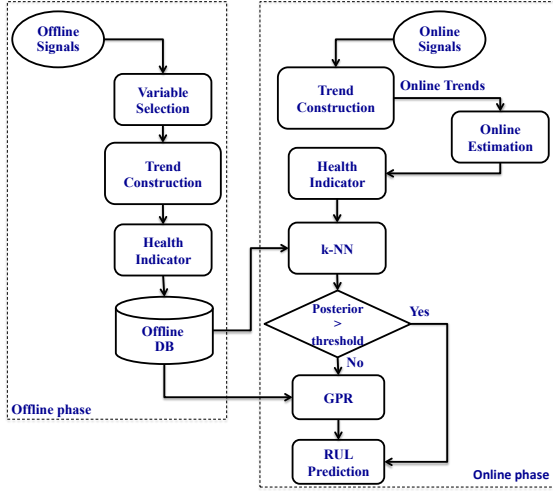 Offline
Signals
Variable
Selection
Trend
Construction
Health
Indicator
Offline
DB
Offline phase
Online
Signals
Trend
Construction
Online Trends
Online
Estimation
Health
Indicator
k-NN
Posterior
>
threshold
Yes
No
GPR
RUL
Prediction
Online phase